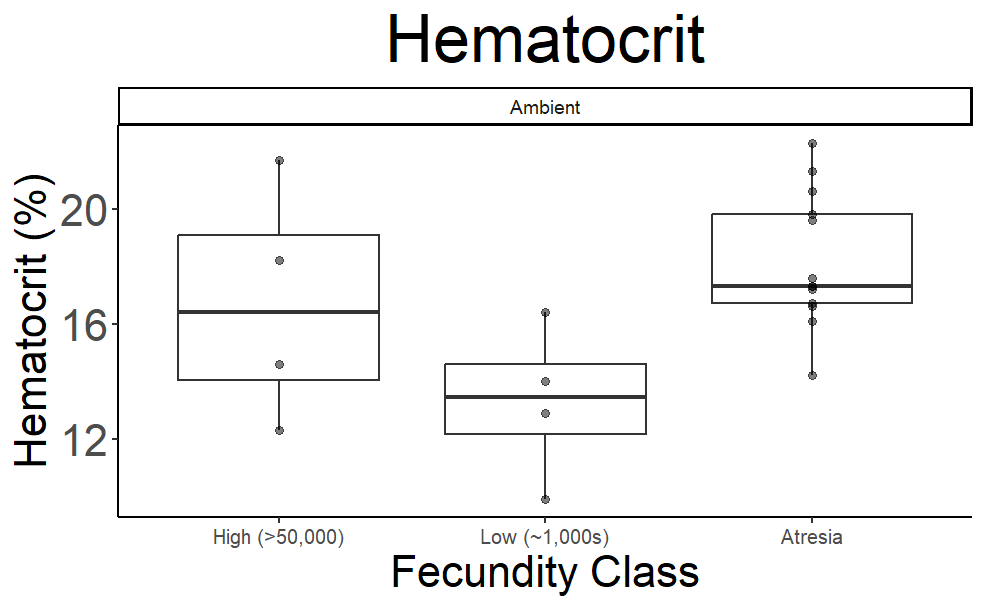 Hematocrit
Ambient
Hematocrit (%)
20
16
12
High (>50,000) Low (~1,000s) Atresia
Fecundity Class